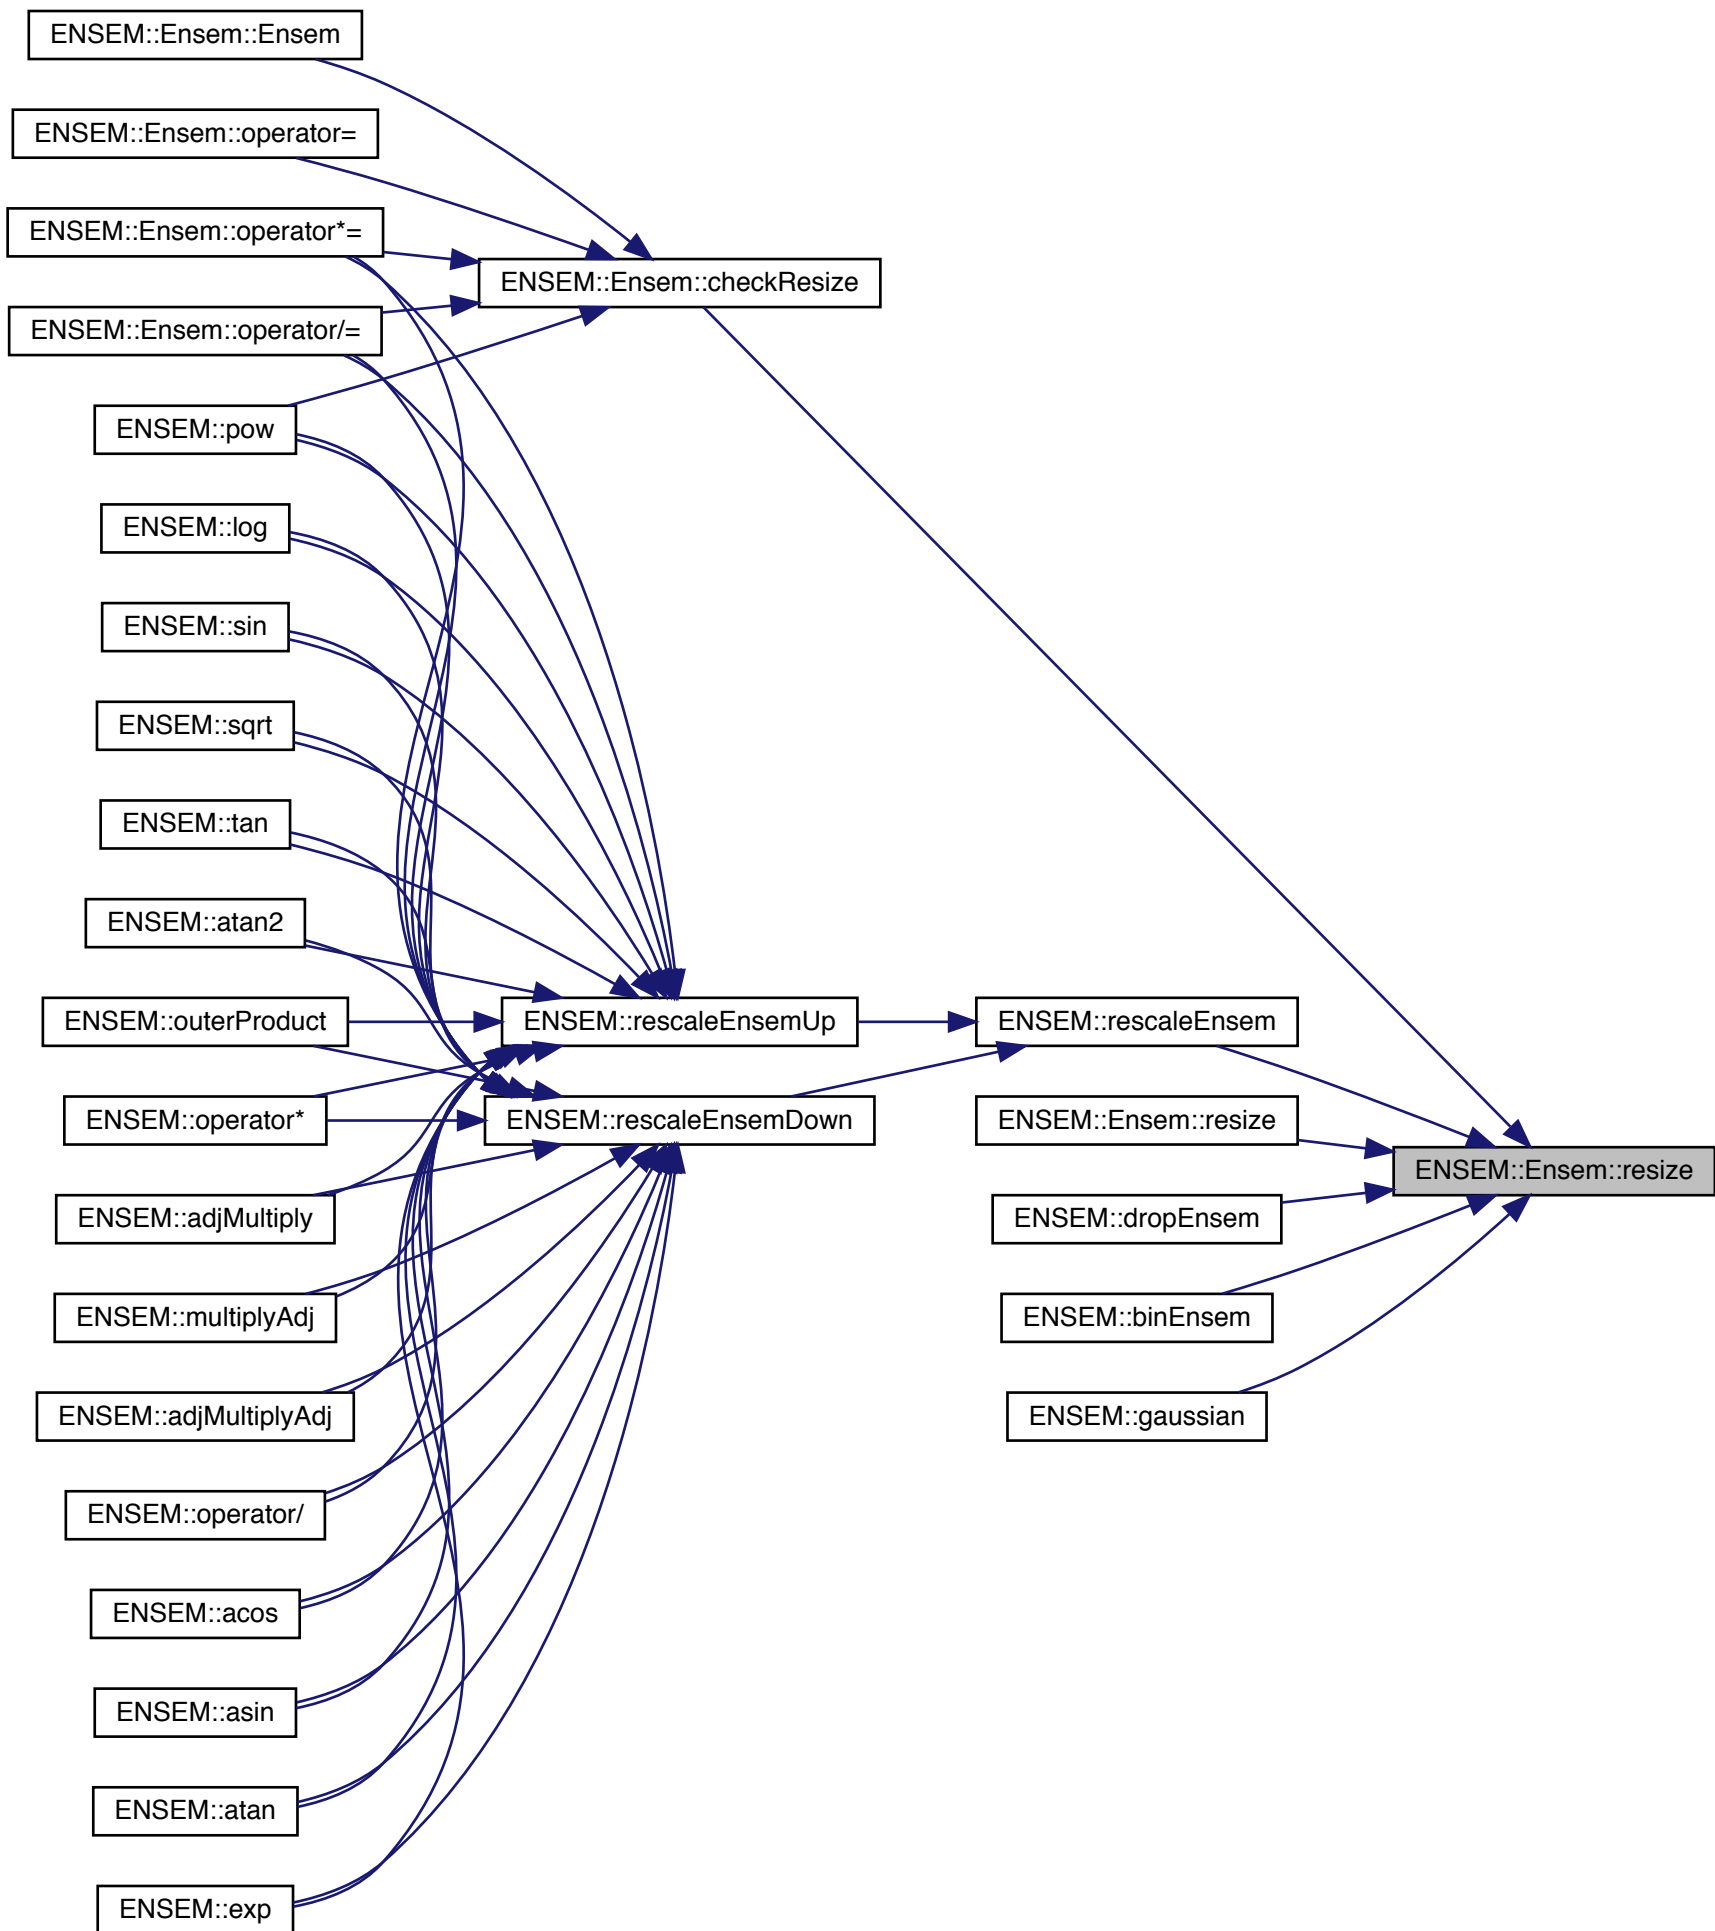 ENSEM::Ensem::Ensem
ENSEM::Ensem::operator=
ENSEM::Ensem::operator*=
ENSEM::Ensem::checkResize
ENSEM::Ensem::operator/=
ENSEM::pow
ENSEM::log
ENSEM::sin
ENSEM::sqrt
ENSEM::tan
ENSEM::atan2
ENSEM::outerProduct
ENSEM::rescaleEnsemUp
ENSEM::rescaleEnsem
ENSEM::operator*
ENSEM::rescaleEnsemDown
ENSEM::Ensem::resize
ENSEM::Ensem::resize
ENSEM::adjMultiply
ENSEM::dropEnsem
ENSEM::multiplyAdj
ENSEM::binEnsem
ENSEM::adjMultiplyAdj
ENSEM::gaussian
ENSEM::operator/
ENSEM::acos
ENSEM::asin
ENSEM::atan
ENSEM::exp